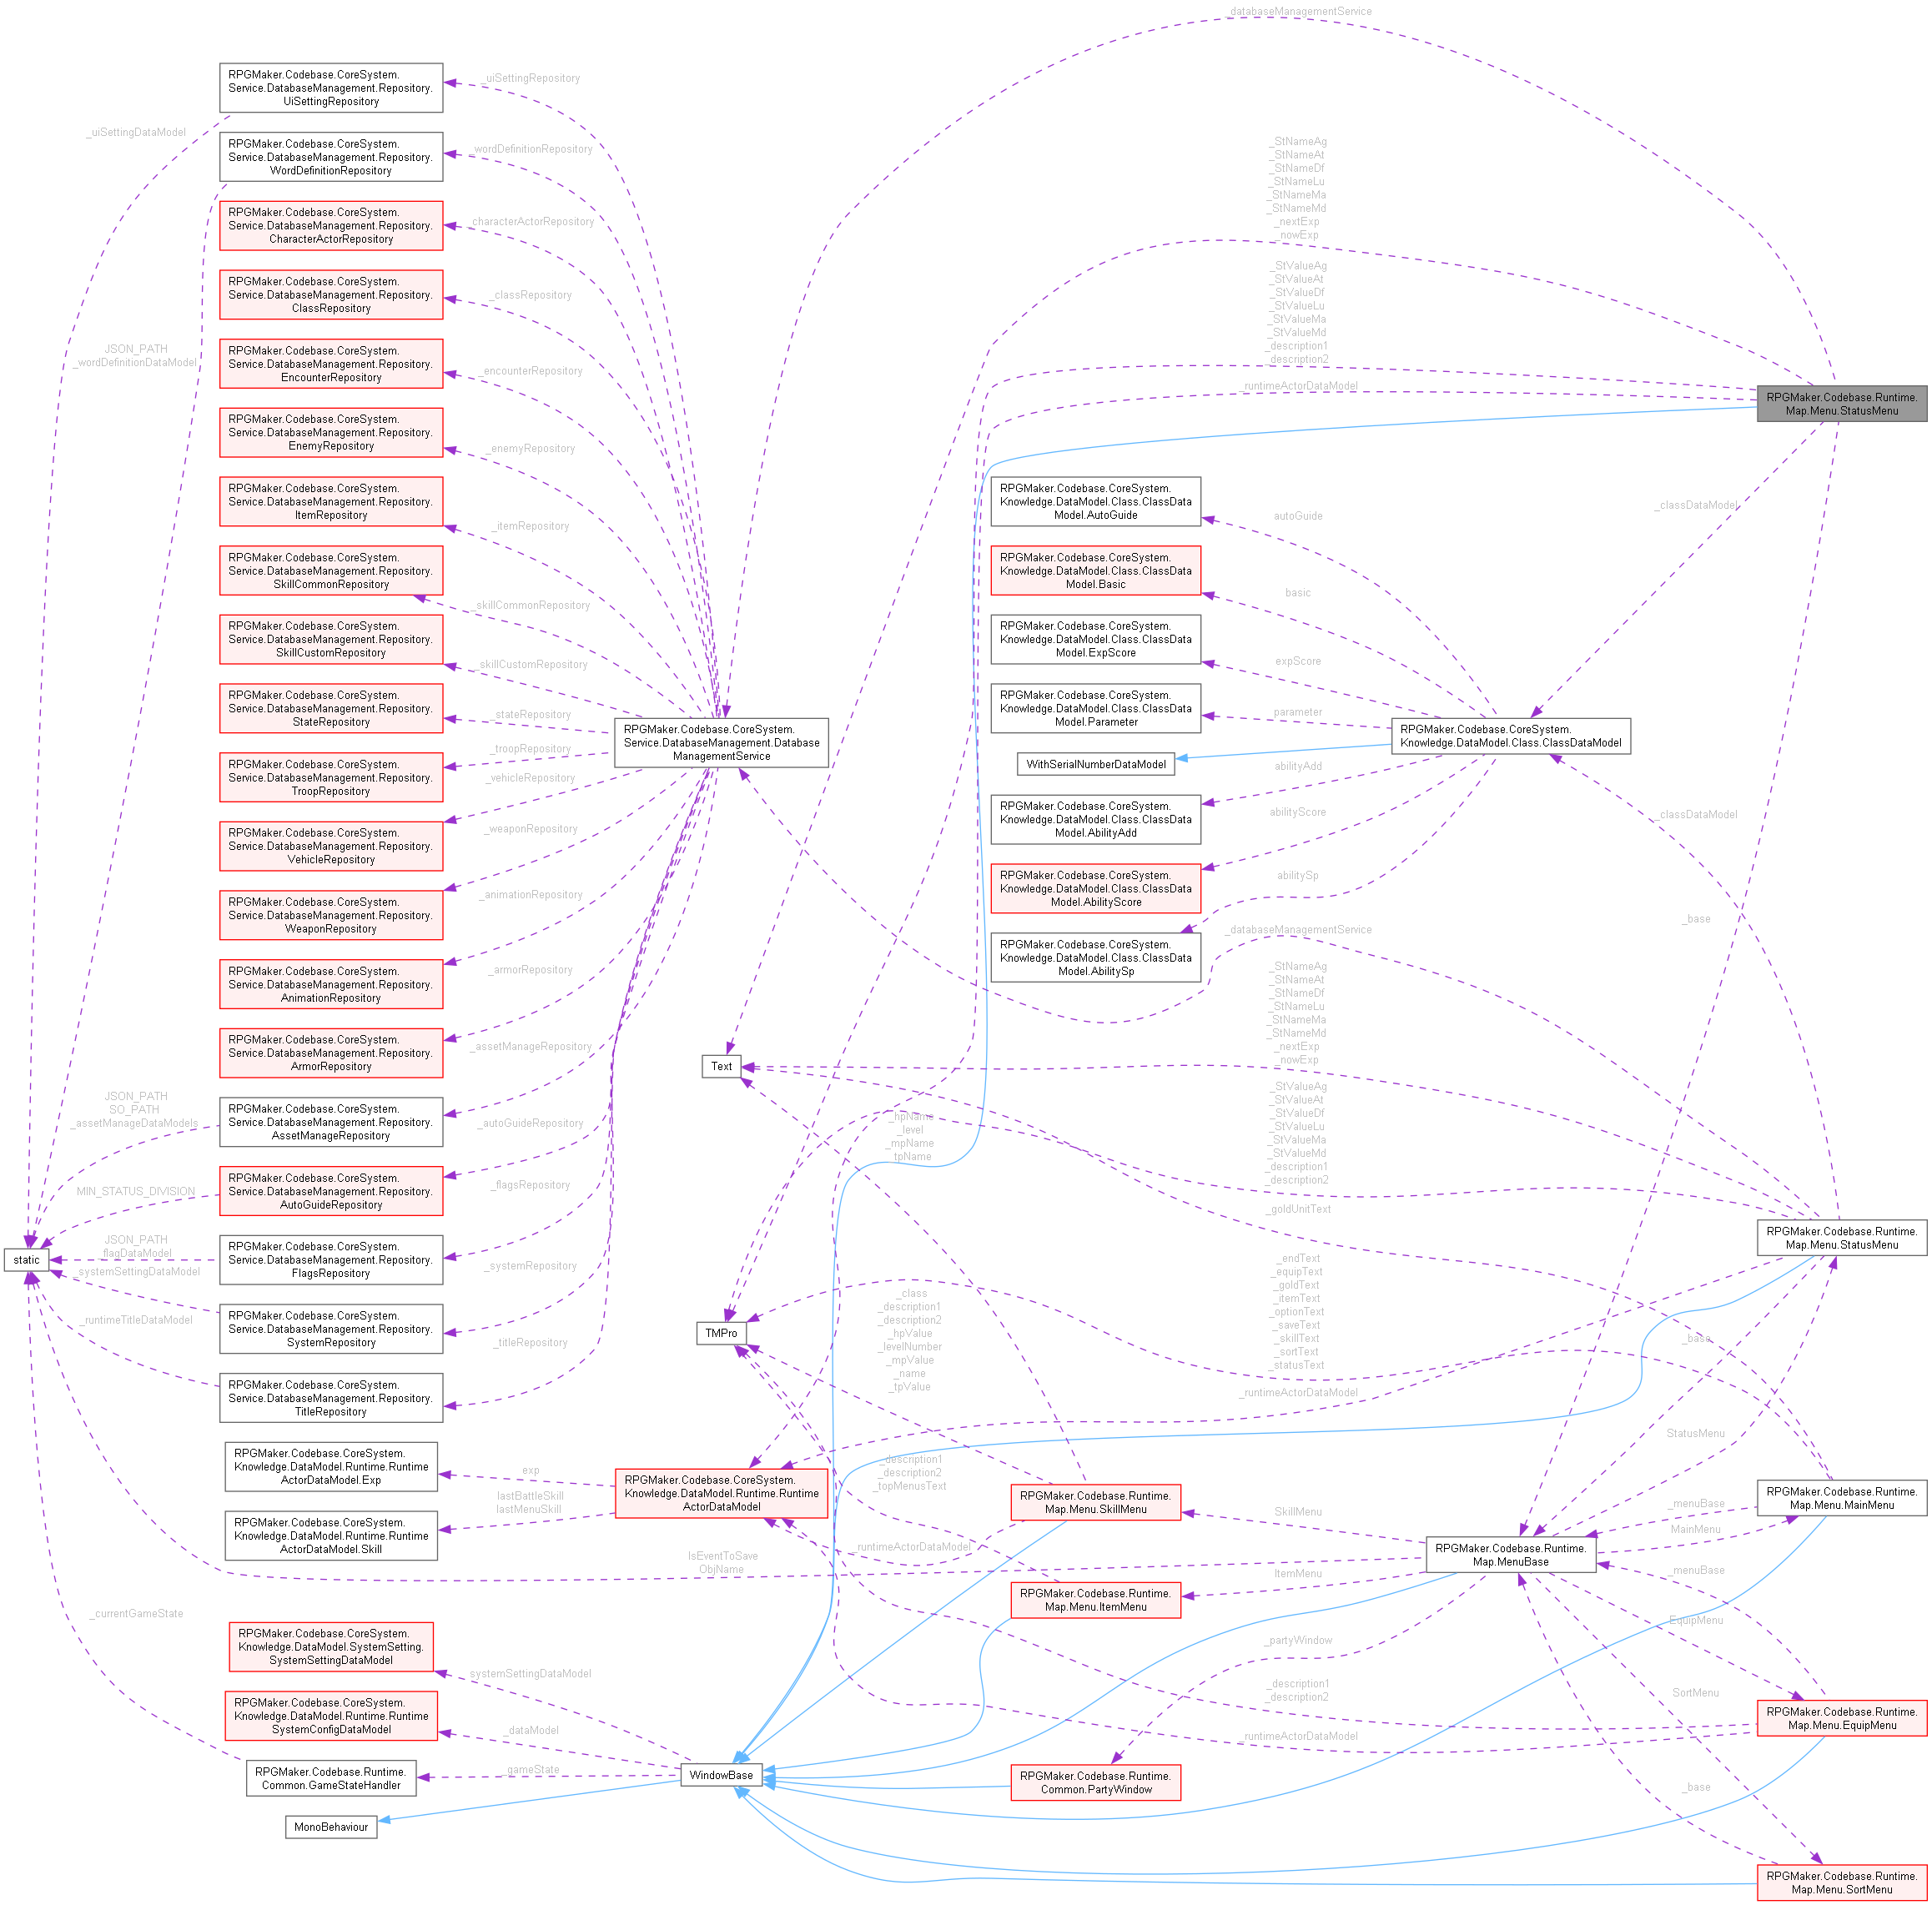 _databaseManagementService
RPGMaker.Codebase.CoreSystem.
Service.DatabaseManagement.Repository.
UiSettingRepository
_uiSettingRepository
_uiSettingDataModel
RPGMaker.Codebase.CoreSystem.
Service.DatabaseManagement.Repository.
WordDefinitionRepository
_wordDefinitionRepository
_StNameAg
_StNameAt
_StNameDf
_StNameLu
_StNameMa
_StNameMd
_nextExp
_nowExp
RPGMaker.Codebase.CoreSystem.
Service.DatabaseManagement.Repository.
CharacterActorRepository
_characterActorRepository
RPGMaker.Codebase.CoreSystem.
Service.DatabaseManagement.Repository.
ClassRepository
_classRepository
_StValueAg
_StValueAt
_StValueDf
_StValueLu
_StValueMa
_StValueMd
_description1
_description2
JSON_PATH
_wordDefinitionDataModel
RPGMaker.Codebase.CoreSystem.
Service.DatabaseManagement.Repository.
EncounterRepository
_encounterRepository
_runtimeActorDataModel
RPGMaker.Codebase.Runtime.
Map.Menu.StatusMenu
RPGMaker.Codebase.CoreSystem.
Service.DatabaseManagement.Repository.
EnemyRepository
_enemyRepository
RPGMaker.Codebase.CoreSystem.
Service.DatabaseManagement.Repository.
ItemRepository
_itemRepository
RPGMaker.Codebase.CoreSystem.
Knowledge.DataModel.Class.ClassData
Model.AutoGuide
autoGuide
_classDataModel
RPGMaker.Codebase.CoreSystem.
Service.DatabaseManagement.Repository.
SkillCommonRepository
_skillCommonRepository
RPGMaker.Codebase.CoreSystem.
Knowledge.DataModel.Class.ClassData
Model.Basic
basic
RPGMaker.Codebase.CoreSystem.
Service.DatabaseManagement.Repository.
SkillCustomRepository
_skillCustomRepository
RPGMaker.Codebase.CoreSystem.
Knowledge.DataModel.Class.ClassData
Model.ExpScore
expScore
RPGMaker.Codebase.CoreSystem.
Service.DatabaseManagement.Repository.
StateRepository
_stateRepository
RPGMaker.Codebase.CoreSystem.
Knowledge.DataModel.Class.ClassData
Model.Parameter
parameter
RPGMaker.Codebase.CoreSystem.
Service.DatabaseManagement.Database
ManagementService
RPGMaker.Codebase.CoreSystem.
Knowledge.DataModel.Class.ClassDataModel
RPGMaker.Codebase.CoreSystem.
Service.DatabaseManagement.Repository.
TroopRepository
_troopRepository
WithSerialNumberDataModel
_vehicleRepository
abilityAdd
RPGMaker.Codebase.CoreSystem.
Service.DatabaseManagement.Repository.
VehicleRepository
_weaponRepository
RPGMaker.Codebase.CoreSystem.
Knowledge.DataModel.Class.ClassData
Model.AbilityAdd
abilityScore
_classDataModel
RPGMaker.Codebase.CoreSystem.
Service.DatabaseManagement.Repository.
WeaponRepository
_animationRepository
RPGMaker.Codebase.CoreSystem.
Knowledge.DataModel.Class.ClassData
Model.AbilityScore
abilitySp
_base
_databaseManagementService
RPGMaker.Codebase.CoreSystem.
Service.DatabaseManagement.Repository.
AnimationRepository
_armorRepository
RPGMaker.Codebase.CoreSystem.
Knowledge.DataModel.Class.ClassData
Model.AbilitySp
_StNameAg
_StNameAt
_StNameDf
_StNameLu
_StNameMa
_StNameMd
_nextExp
_nowExp
RPGMaker.Codebase.CoreSystem.
Service.DatabaseManagement.Repository.
ArmorRepository
_assetManageRepository
Text
JSON_PATH
SO_PATH
_assetManageDataModels
RPGMaker.Codebase.CoreSystem.
Service.DatabaseManagement.Repository.
AssetManageRepository
_autoGuideRepository
_hpName
_level
_mpName
_tpName
_StValueAg
_StValueAt
_StValueDf
_StValueLu
_StValueMa
_StValueMd
_description1
_description2
MIN_STATUS_DIVISION
RPGMaker.Codebase.CoreSystem.
Service.DatabaseManagement.Repository.
AutoGuideRepository
_flagsRepository
_goldUnitText
RPGMaker.Codebase.Runtime.
Map.Menu.StatusMenu
static
JSON_PATH
_flagDataModel
RPGMaker.Codebase.CoreSystem.
Service.DatabaseManagement.Repository.
FlagsRepository
_systemSettingDataModel
_systemRepository
_endText
_equipText
_goldText
_itemText
_optionText
_saveText
_skillText
_sortText
_statusText
_runtimeTitleDataModel
RPGMaker.Codebase.CoreSystem.
Service.DatabaseManagement.Repository.
SystemRepository
_titleRepository
TMPro
_class
_description1
_description2
_hpValue
_levelNumber
_mpValue
_name
_tpValue
_base
RPGMaker.Codebase.CoreSystem.
Service.DatabaseManagement.Repository.
TitleRepository
_runtimeActorDataModel
StatusMenu
RPGMaker.Codebase.CoreSystem.
Knowledge.DataModel.Runtime.Runtime
ActorDataModel.Exp
exp
lastBattleSkill
lastMenuSkill
RPGMaker.Codebase.CoreSystem.
Knowledge.DataModel.Runtime.Runtime
ActorDataModel
_description1
_description2
_topMenusText
RPGMaker.Codebase.Runtime.
Map.Menu.SkillMenu
SkillMenu
_menuBase
MainMenu
RPGMaker.Codebase.Runtime.
Map.Menu.MainMenu
RPGMaker.Codebase.CoreSystem.
Knowledge.DataModel.Runtime.Runtime
ActorDataModel.Skill
IsEventToSave
ObjName
_runtimeActorDataModel
RPGMaker.Codebase.Runtime.
Map.MenuBase
ItemMenu
_menuBase
RPGMaker.Codebase.Runtime.
Map.Menu.ItemMenu
_currentGameState
EquipMenu
_partyWindow
RPGMaker.Codebase.CoreSystem.
Knowledge.DataModel.SystemSetting.
SystemSettingDataModel
systemSettingDataModel
_description1
_description2
SortMenu
RPGMaker.Codebase.CoreSystem.
Knowledge.DataModel.Runtime.Runtime
SystemConfigDataModel
_dataModel
_runtimeActorDataModel
RPGMaker.Codebase.Runtime.
Map.Menu.EquipMenu
RPGMaker.Codebase.Runtime.
Common.GameStateHandler
_gameState
WindowBase
RPGMaker.Codebase.Runtime.
Common.PartyWindow
_base
MonoBehaviour
RPGMaker.Codebase.Runtime.
Map.Menu.SortMenu